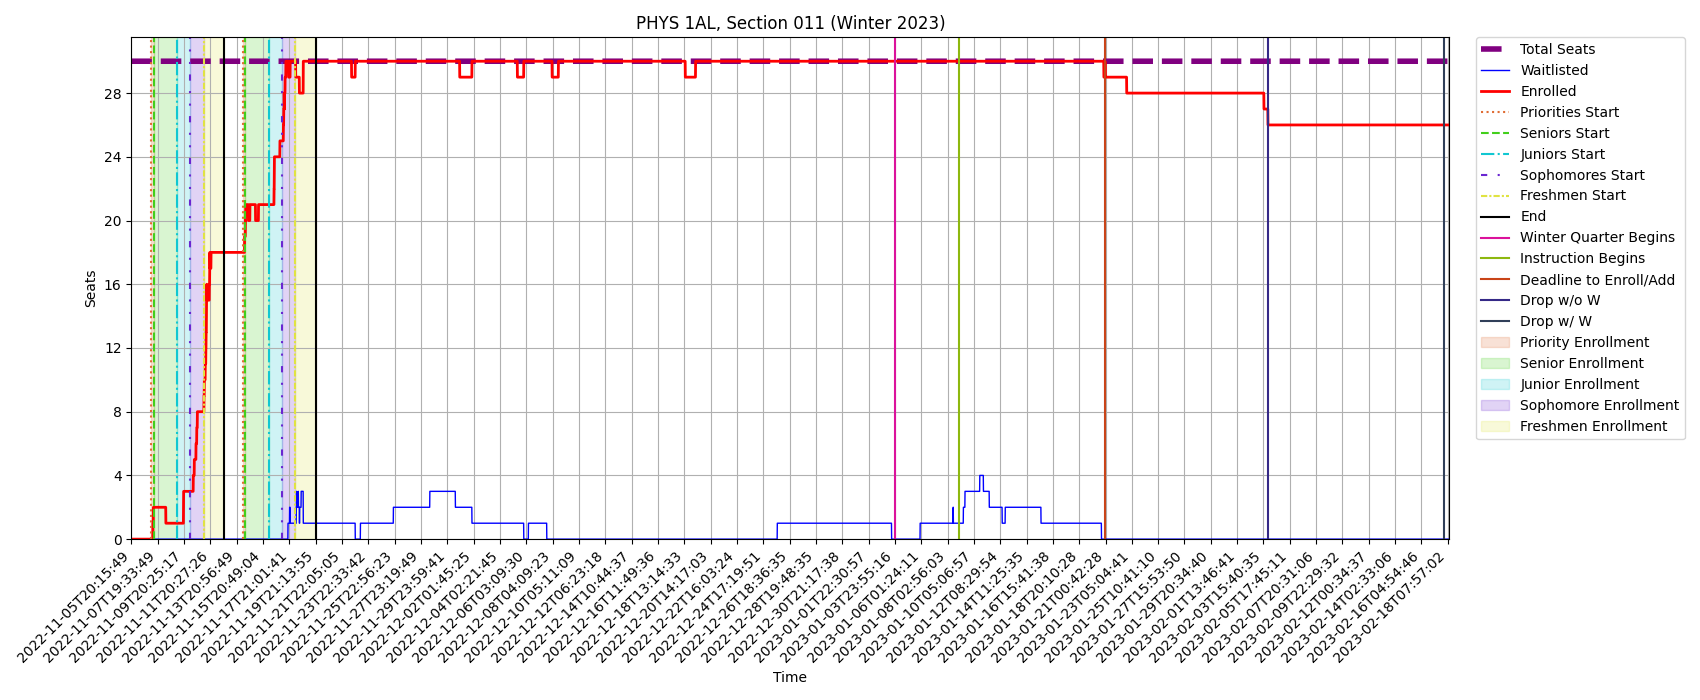 PHYS 1AL, Section 011 (Winter 2023)
Seats
28
24
20
16
12
8
4
0
2022-11-05T20:15:49
2022-11-07T19:33:49
2022-11-09T20:25:17
2022-11-11T20:27:26
2022-11-13T20:56:49
2022-11-15T20:49:04
2022-11-17T21:01:41
2022-11-19T21:13:55
2022-11-21T22:05:05
2022-11-23T22:33:42
2022-11-25T22:56:23
2022-11-27T23:19:49
2022-11-29T23:59:41
2022-12-02T01:45:25
2022-12-04T02:21:45
2022-12-06T03:09:30
2022-12-08T04:09:23
2022-12-10T05:11:09
2022-12-12T06:23:18
2022-12-14T10:44:37
2022-12-16T11:49:36
2022-12-18T13:14:33
2022-12-20T14:17:03
2022-12-22T16:03:24
2022-12-24T17:19:51
2022-12-26T18:36:35
2022-12-28T19:48:35
2022-12-30T21:17:38
2023-01-01T22:30:57
2023-01-03T23:55:16
2023-01-06T01:24:11
2023-01-08T02:56:03
2023-01-10T05:06:57
2023-01-12T08:29:54
2023-01-14T11:25:35
2023-01-16T15:41:38
2023-01-18T20:10:28
2023-01-21T00:42:28
2023-01-23T05:04:41
2023-01-25T10:41:10
2023-01-27T15:53:50
2023-01-29T20:34:40
2023-02-01T13:46:41
2023-02-03T15:40:35
2023-02-05T17:45:11
2023-02-07T20:31:06
2023-02-09T22:29:32
2023-02-12T00:34:37
2023-02-14T02:33:06
2023-02-16T04:54:46
2023-02-18T07:57:02
Time
Total Seats
Waitlisted
Enrolled
Priorities Start
Seniors Start
Juniors Start
Sophomores Start
Freshmen Start
End
Winter Quarter Begins
Instruction Begins
Deadline to Enroll/Add
Drop w/o W
Drop w/ W
Priority Enrollment
Senior Enrollment
Junior Enrollment
Sophomore Enrollment
Freshmen Enrollment